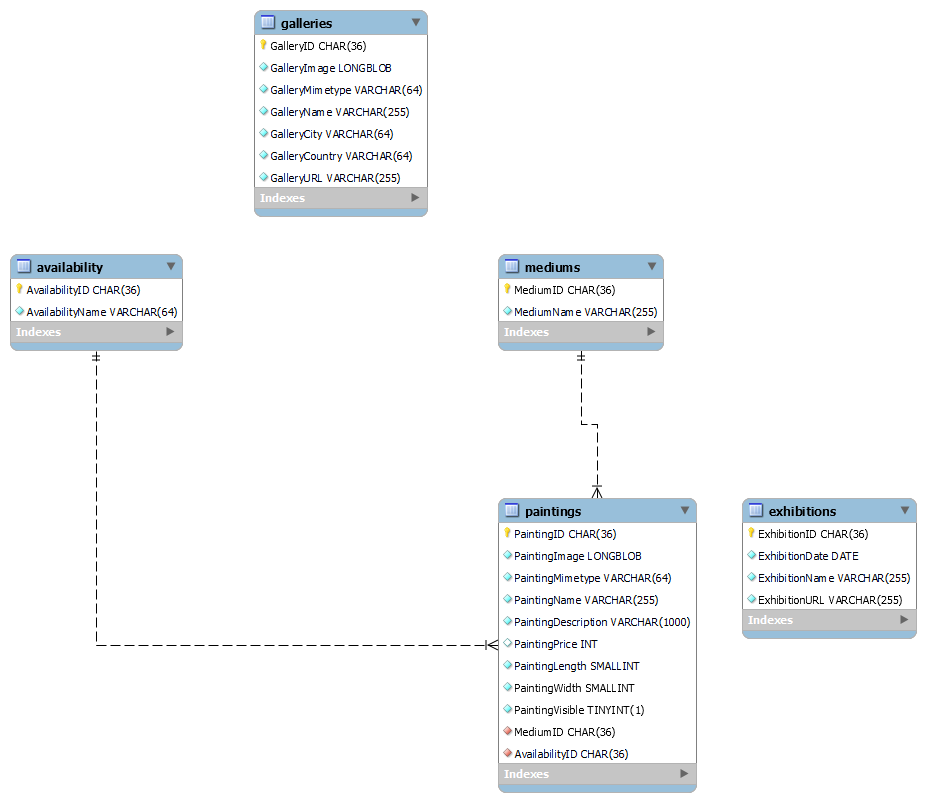 galleries
GalleryID CHAR(36)
GalleryImage LONGBLOB
GalleryMimetype VARCHAR(64)
GalleryName VARCHAR(255)
GalleryCity VARCHAR(64)
GalleryCountry VARCHAR(64)
GalleryURL VARCHAR(255)
Indexes
availability
AvailabilityID CHAR(36)
AvailabilityName VARCHAR(64)
Indexes
mediums
MediumID CHAR(36)
MediumName VARCHAR(255)
Indexes
paintings
PaintingID CHAR(36)
PaintingImage LONGBLOB
PaintingMimetype VARCHAR(64)
PaintingName VARCHAR(255)
PaintingDescription VARCHAR(1000)
PaintingPrice INT
PaintingLength SMALLINT
PaintingWidth SMALLINT
PaintingVisible TINYINT(1)
MediumID CHAR(36)
AvailabilityID CHAR(36)
Indexes
exhibitions
ExhibitionID CHAR(36)
ExhibitionDate DATE
ExhibitionName VARCHAR(255)
ExhibitionURL VARCHAR(255)
Indexes